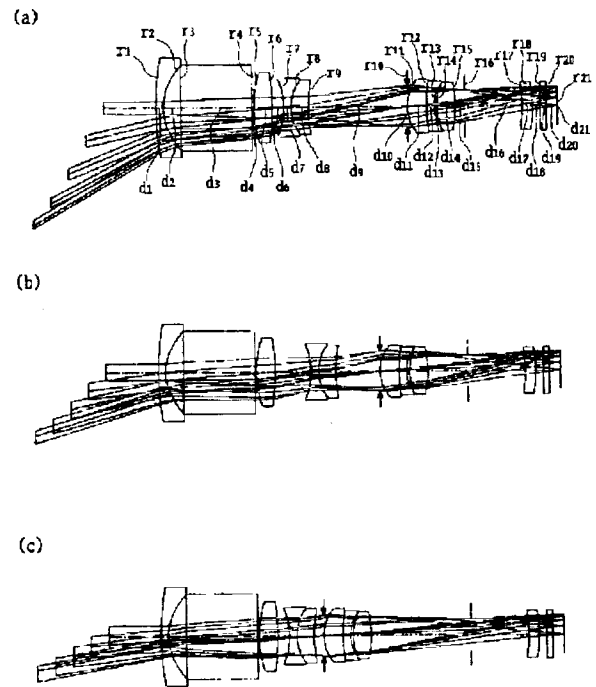 (a)
r1 r2 r3 r4 r5 r6 r7 r8 r9 r10 r11 r12 r13 r14 r15 r16 r17 r18 r19 r20 r21
d1 d2 d3 d4 d5 d6 d7 d8 d9 d10 d11 d12 d13 d14 d15 d16 d17 d18 d19 d20 d21
(b)
(c)